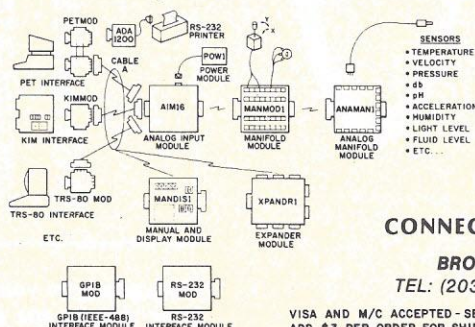 PETMOD
ADA
1200
RS-232
PRINTER
PET INTERFACE
CABLE
A
POW1
POWER
MODULE
KIMMOD
KIM INTERFACE
AIM16
ANALOG INPUT
MODULE
Y
X
MANMOD1
MANIFOLD
MODULE
ANAMAN1
ANALOG
MANIFOLD
MODULE
SENSORS
• TEMPERATURE
• VELOCITY
• PRESSURE
• db
• pH
• ACCELERATION
• HUMIDITY
• LIGHT LEVEL
• FLUID LEVEL
• ETC...
TRS-80 MOD
TRS-80 INTERFACE
ETC.
MANDIS1
MANUAL AND
DISPLAY MODULE
XPANDR1
EXPANDER
MODULE
GPIB
MOD
GPIB (IEEE-488)
INTERFACE MODULE
RS-232
MOD
RS-232
INTERFACE MODULE
CONNEC
BRO
TEL: (203
VISA AND M/C ACCEPTED - SE
ADD $3 PER ORDER FOR